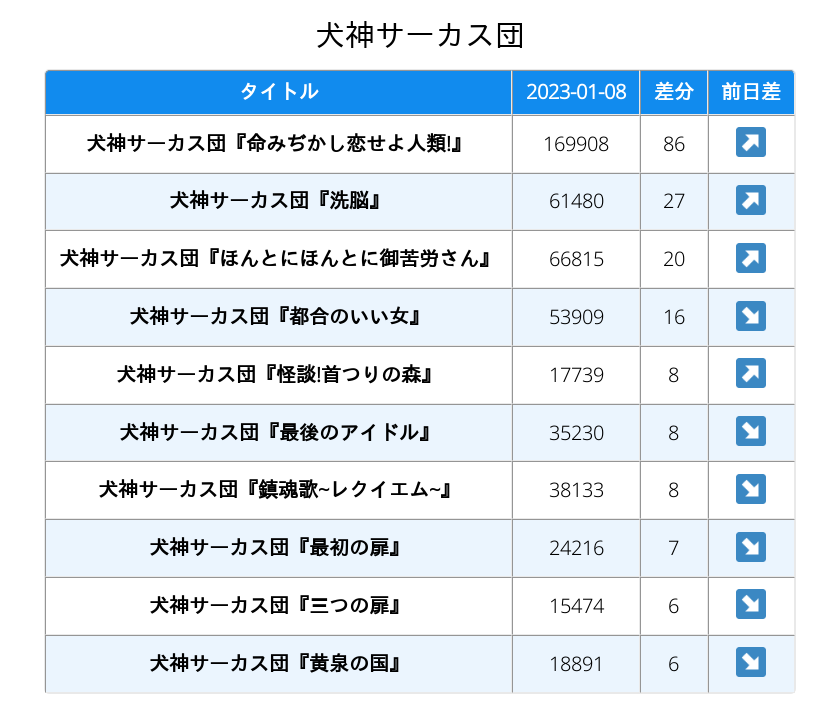 犬神サーカス団
タイトル 2023-01-08 差分 前日差
犬神サーカス団『命みぢかし恋せよ人類!』 169908 86 ↗
犬神サーカス団『洗脳』 61480 27 ↗
犬神サーカス団『ほんとにほんとに御苦労さん』 66815 20 ↗
犬神サーカス団『都合のいい女』 53909 16 ↘
犬神サーカス団『怪談!首つりの森』 17739 8 ↗
犬神サーカス団『最後のアイドル』 35230 8 ↘
犬神サーカス団『鎮魂歌~レクイエム~』 38133 8 ↘
犬神サーカス団『最初の扉』 24216 7 ↘
犬神サーカス団『三つの扉』 15474 6 ↘
犬神サーカス団『黄泉の国』 18891 6 ↘